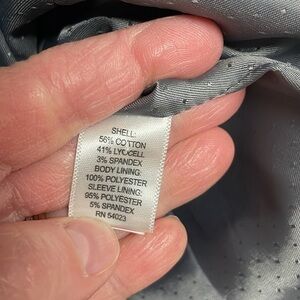 SHELL:
56% COTTON
41% LYOCELL
3% SPANDEX
BODY LINING:
100% POLYESTER
SLEEVE LINING:
95% POLYESTER
5% SPANDEX
RN 54023